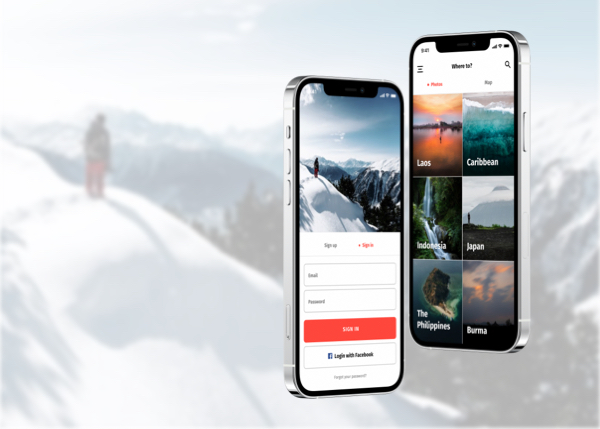 Sign up
Sign in
Email
Password
SIGN IN
Login with Facebook
Forgot your password?
9:41
Where to?
Photos
Map
Laos
Caribbean
Indonesia
Japan
The
Philippines
Burma